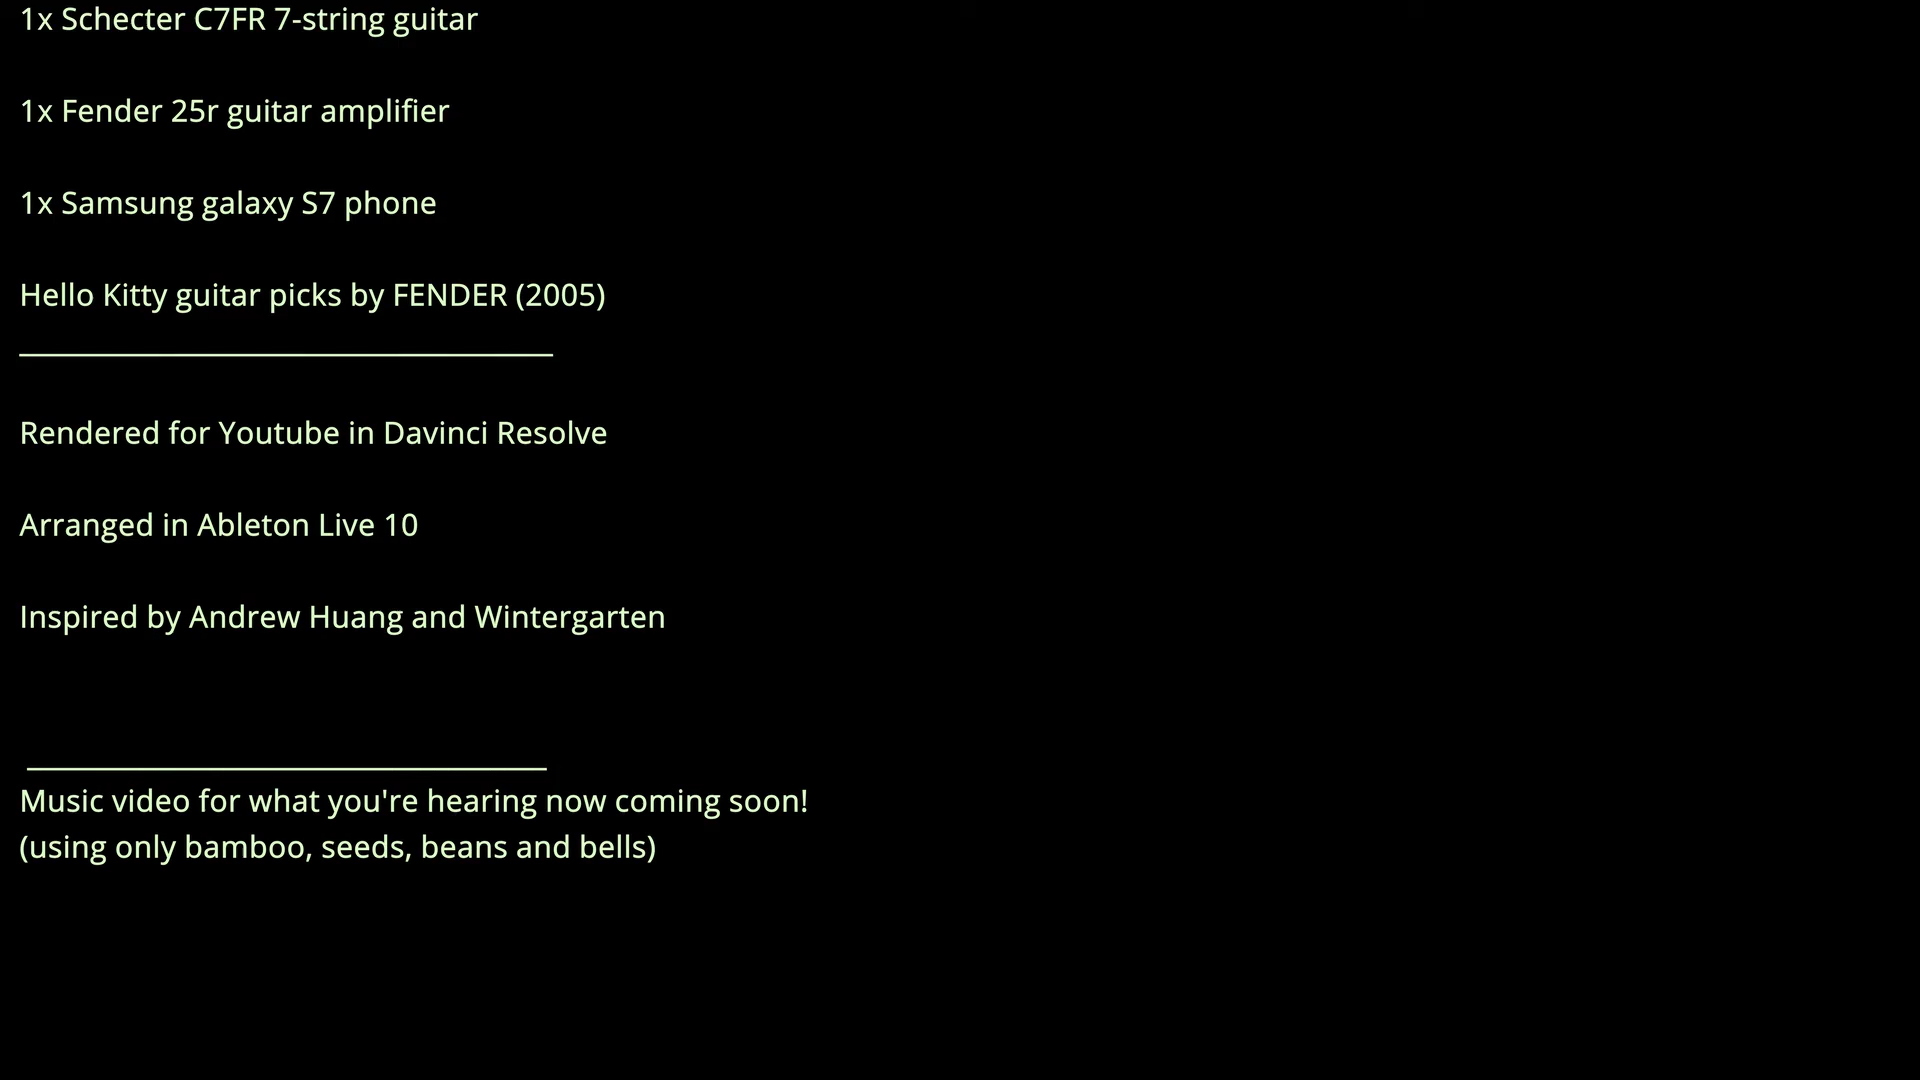 1x Schecter C7FR 7-string guitar
1x Fender 25r guitar amplifier
1x Samsung galaxy S7 phone
Hello Kitty guitar picks by FENDER (2005)
Rendered for Youtube in Davinci Resolve
Arranged in Ableton Live 10
Inspired by Andrew Huang and Wintergarten
Music video for what you're hearing now coming soon!
(using only bamboo, seeds, beans and bells)